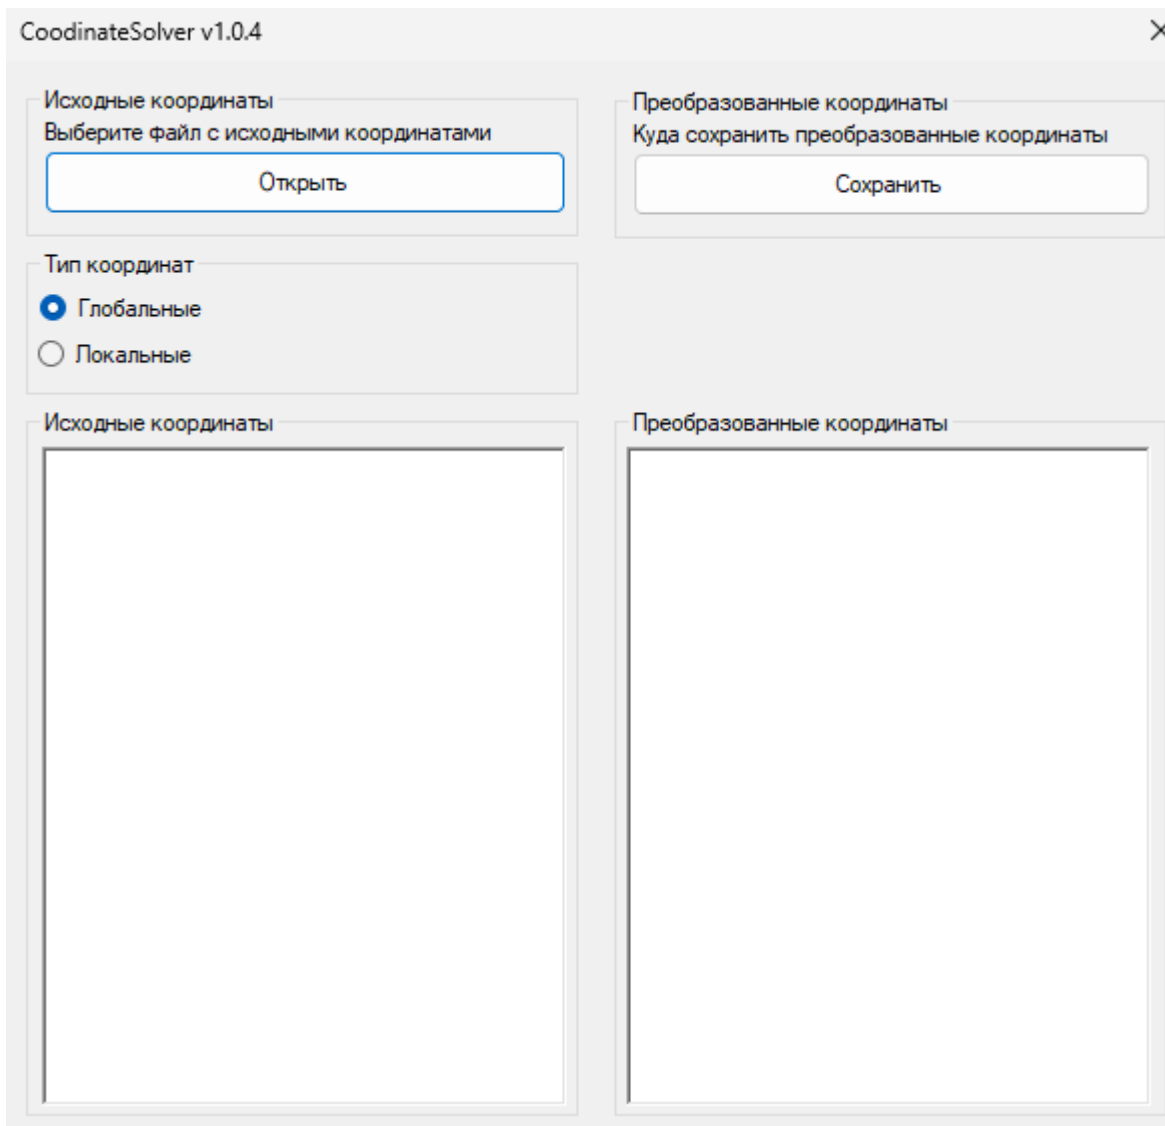 CoodinateSolver v1.0.4
Исходные координаты
Выберите файл с исходными координатами
Открыть
Преобразованные координаты
Куда сохранить преобразованные координаты
Сохранить
Тип координат
Глобальные
Локальные
Исходные координаты
Преобразованные координаты